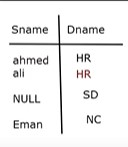 Sname Dname
ahmed HR
ali HR
NULL SD
Eman NC